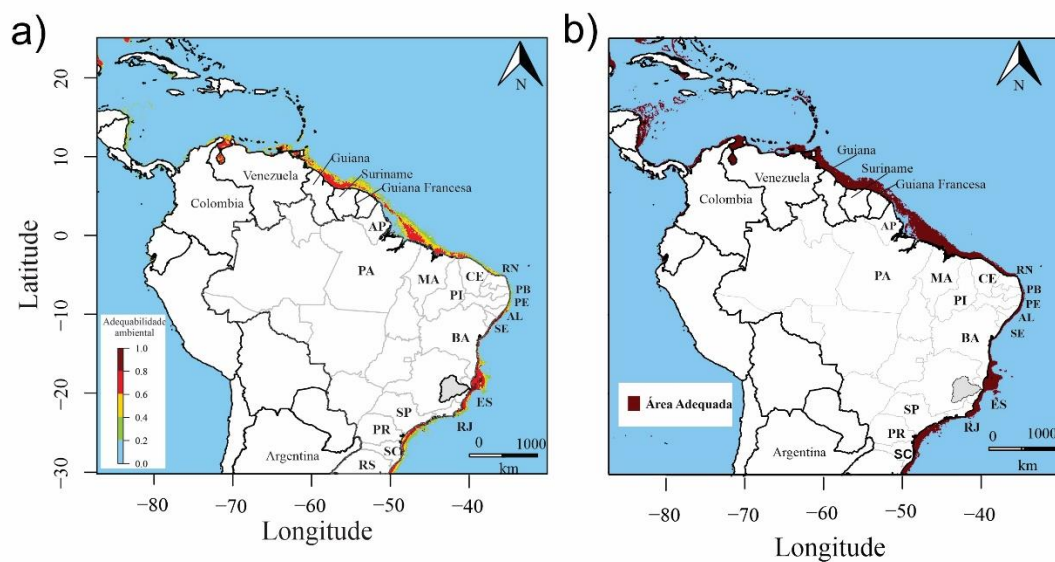 a)
N
20
10
0
−10
−20
−30
Latitude
Guiana
Suriname
Guiana Francesa
Venezuela
Colombia
AP
PA
MA
CE
RN
PB
PI
PE
AL
SE
BA
ES
SP
RJ
PR
SC
RS
Argentina
Adequabilidade
ambiental
1.0
0.8
0.6
0.4
0.2
0.0
0 1000
km
−80 −70 −60 −50 −40
Longitude
b)
N
Guiana
Suriname
Guiana Francesa
Venezuela
Colombia
AP
PA
MA
CE
RN
PB
PI
PE
AL
SE
BA
ES
Área Adequada
SP
RJ
PR
SC
Argentina
0 1000
km
−80 −70 −60 −50 −40
Longitude